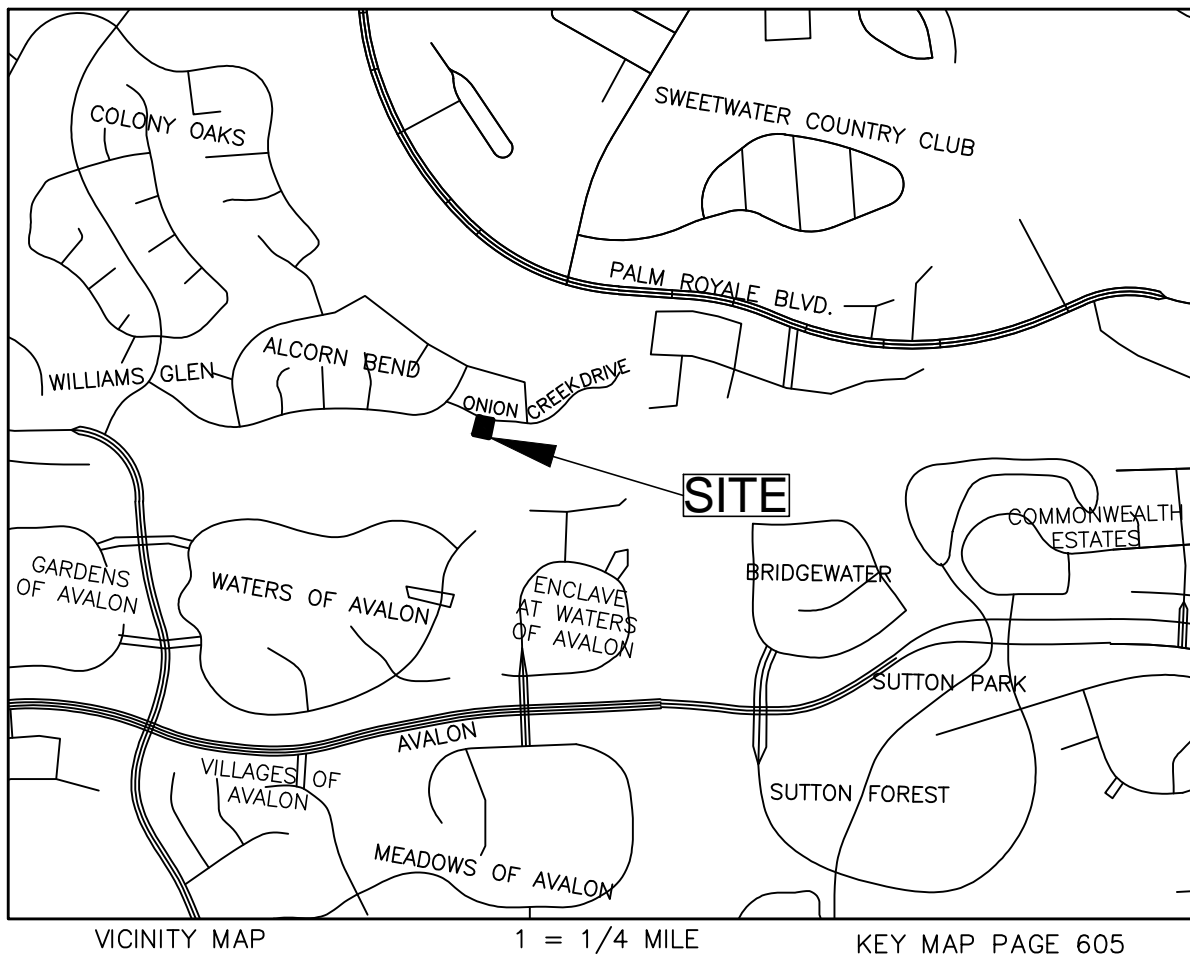 SWEETWATER COUNTRY CLUB
COLONY OAKS
PALM ROYALE BLVD.
ALCORN BEND
WILLIAMS GLEN
ONION CREEK DRIVE
SITE
COMMONWEALTH
ESTATES
GARDENS
OF AVALON
WATERS OF AVALON
ENCLAVE
AT WATERS
OF AVALON
BRIDGEWATER
SUTTON PARK
AVALON
VILLAGES OF
AVALON
SUTTON FOREST
MEADOWS OF AVALON
VICINITY MAP
1 = 1/4 MILE
KEY MAP PAGE 605